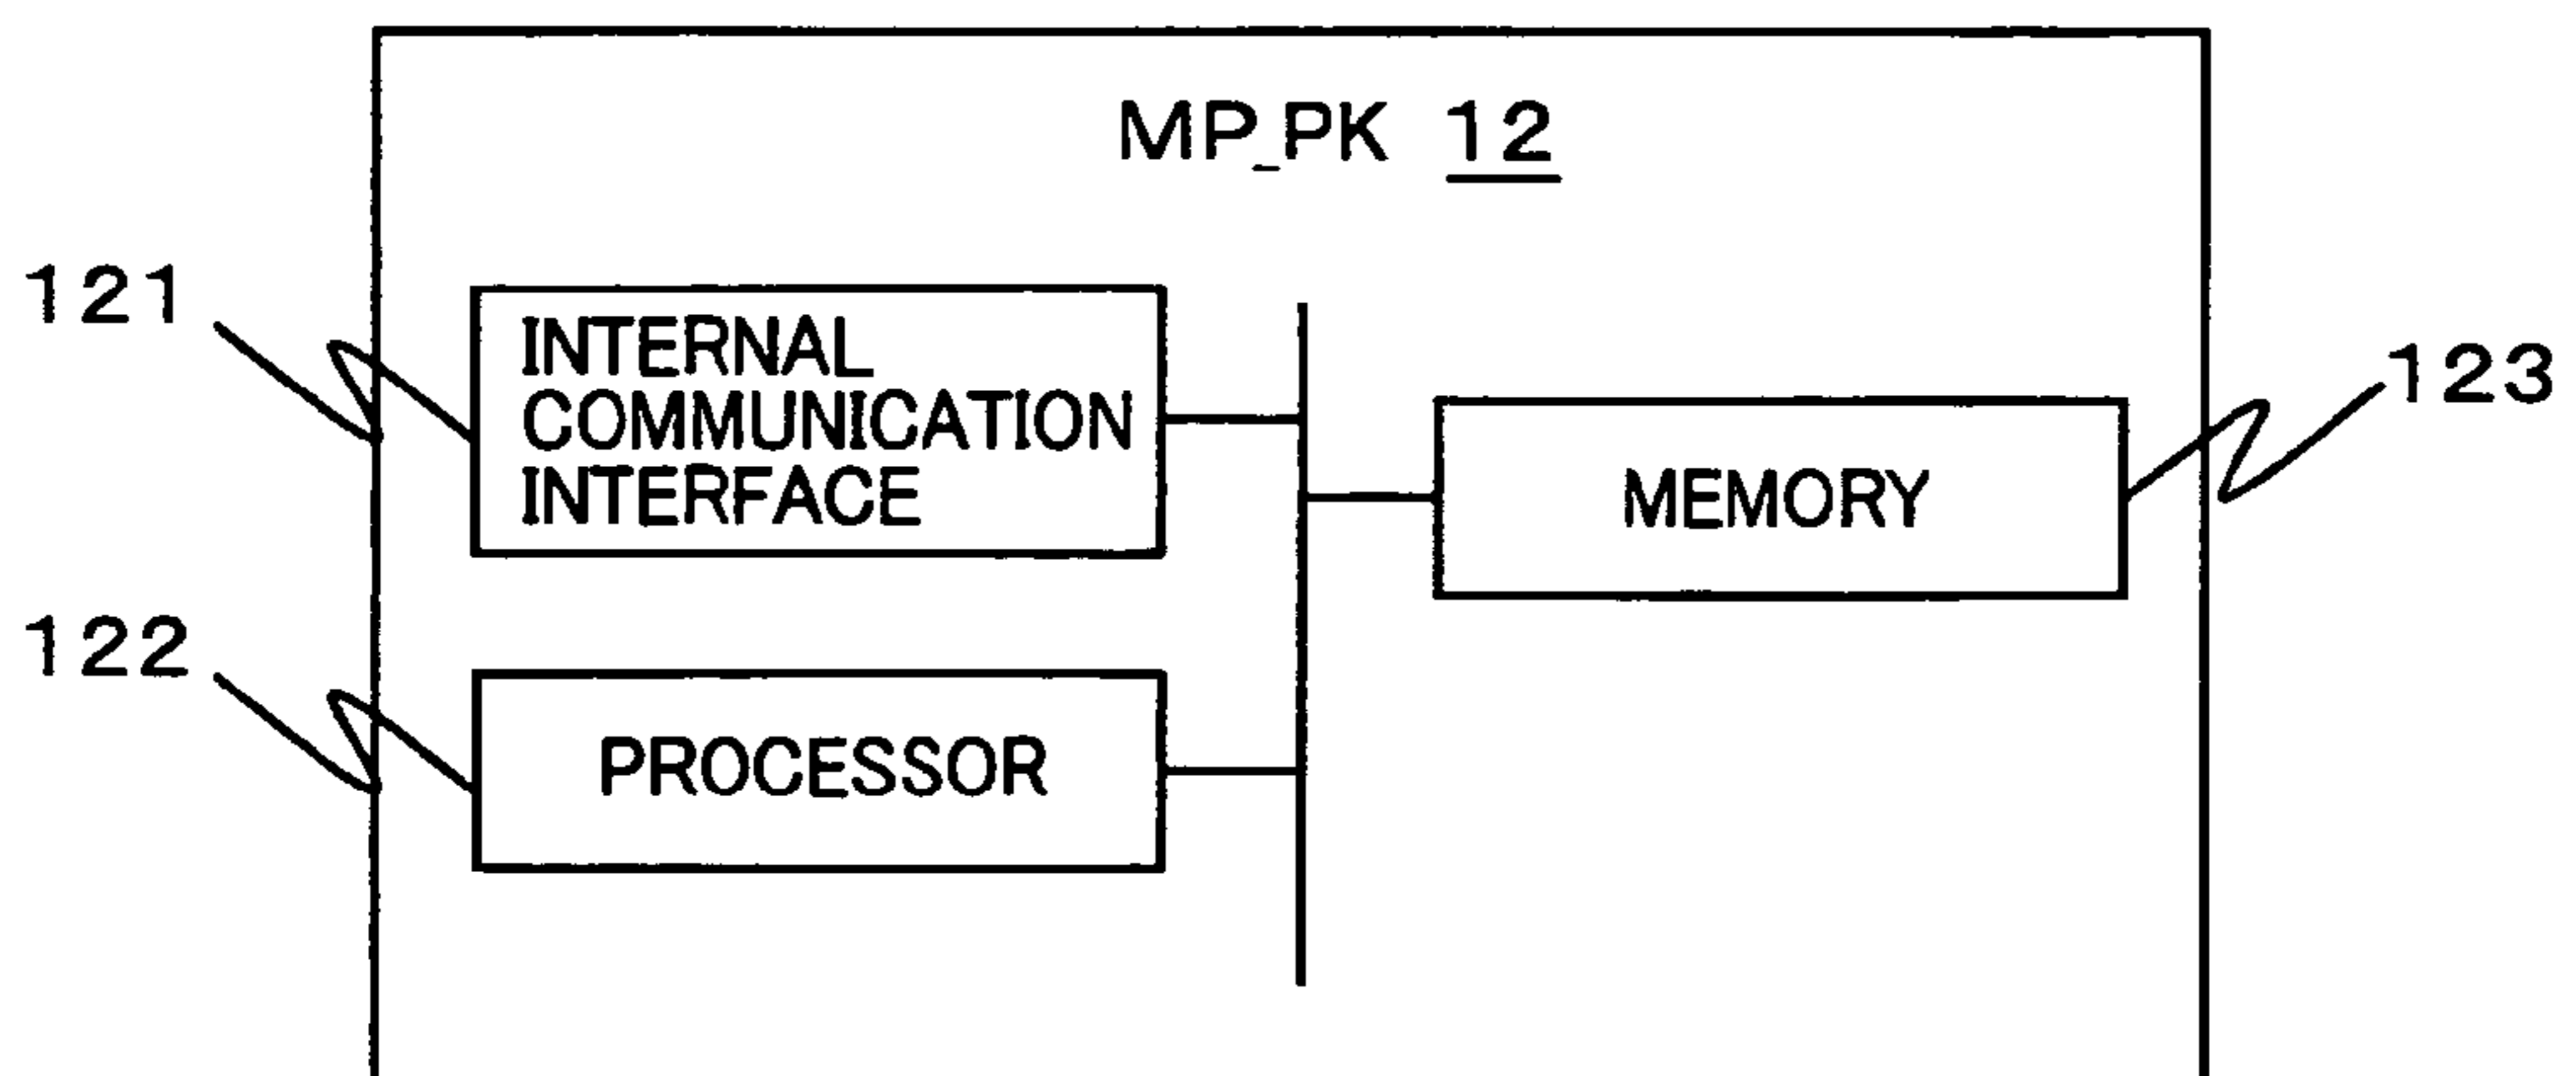 MP_PK 12
121
INTERNAL
COMMUNICATION
INTERFACE
123
MEMORY
122
PROCESSOR